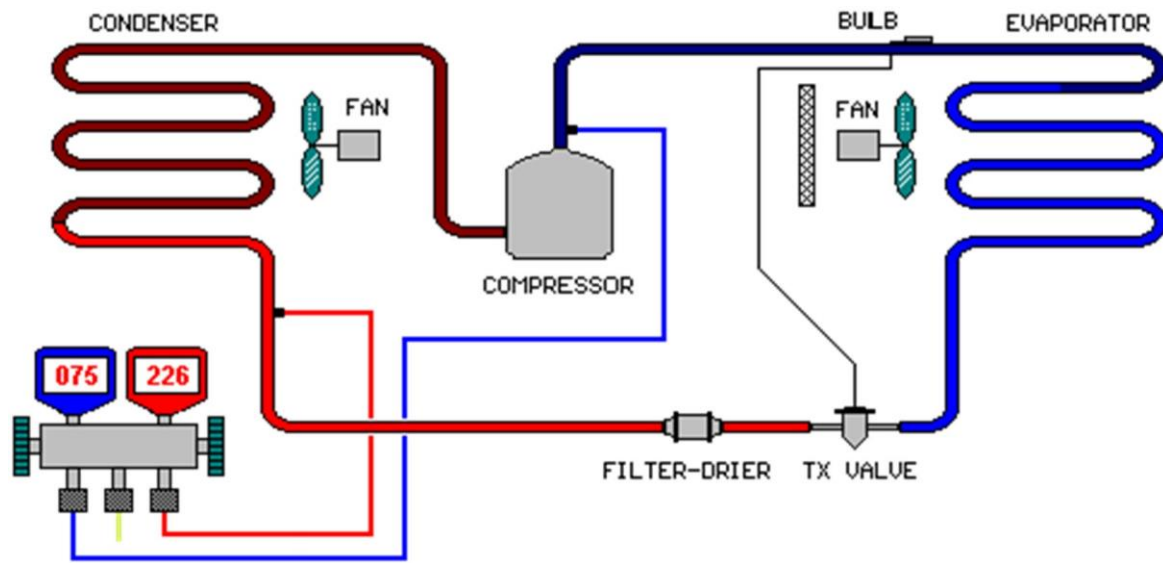 CONDENSER
BULB
EVAPORATOR
FAN
FAN
COMPRESSOR
075
226
FILTER-DRIER
TX VALVE